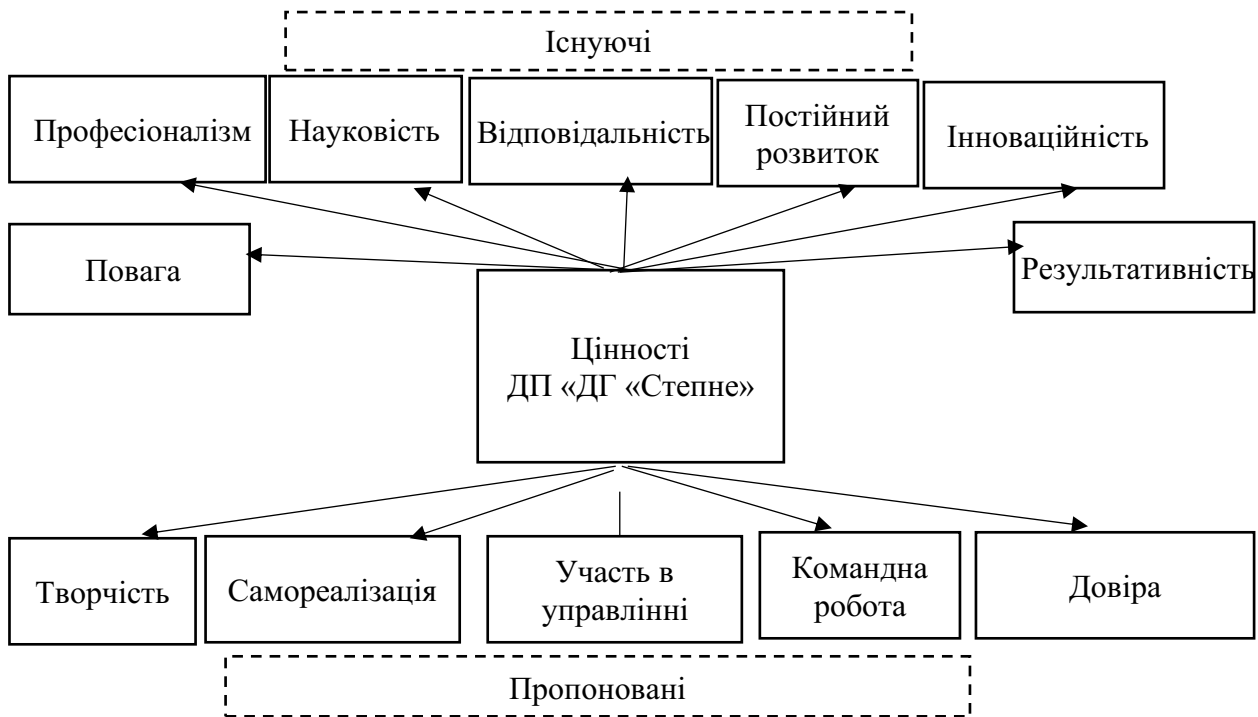 Існуючі
Професіоналізм
Науковість
Відповідальність
Постійний
розвиток
Інноваційність
Повага
Результативність
Цінності
ДП «ДГ «Степне»
Творчість
Самореалізація
Участь в
управлінні
Командна
робота
Довіра
Пропоновані